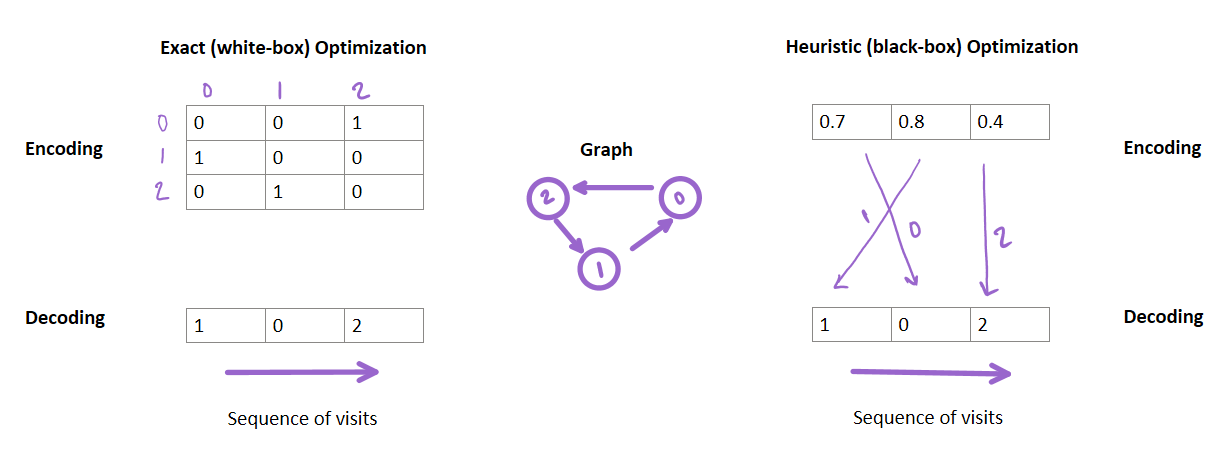 Exact (white-box) Optimization
0 1 2
Encoding
0 0 0 1
1 1 0 0
2 0 1 0
Decoding
1 0 2
Sequence of visits
Graph
2 0
1
Heuristic (black-box) Optimization
0.7 0.8 0.4
Encoding
1 0 2
1 0 2
Decoding
Sequence of visits